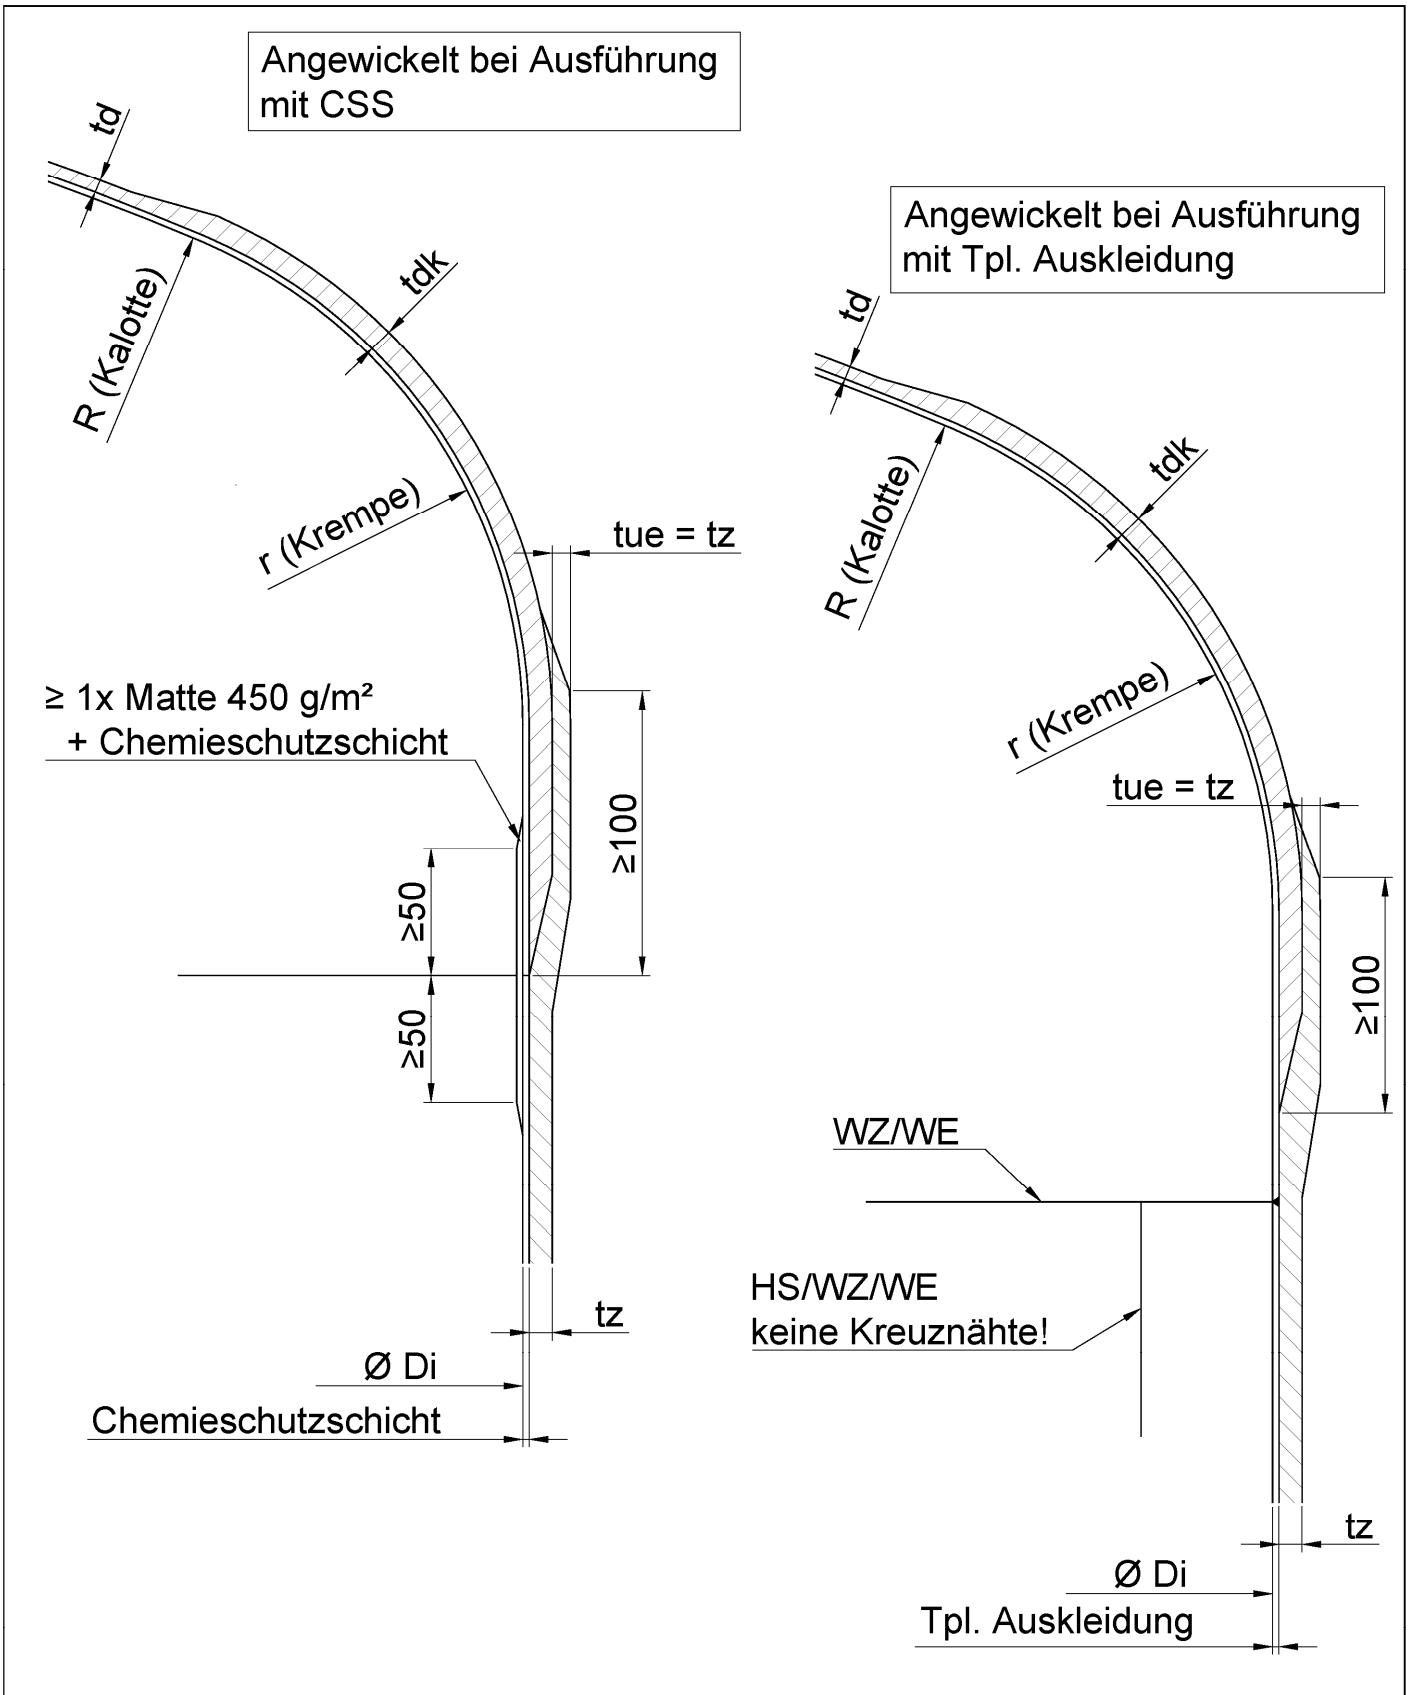 Angewickelt bei Ausführung
mit CSS
td
R (Kalotte)
tdk
r (Krempe)
tue = tz
≥ 1x Matte 450 g/m²
+ Chemieschutzschicht
≥100
≥50
≥50
tz
Ø Di
Chemieschutzschicht
Angewickelt bei Ausführung
mit Tpl. Auskleidung
td
R (Kalotte)
tdk
r (Krempe)
tue = tz
≥100
WZ/WE
HS/WZ/WE
keine Kreuznähte!
tz
Ø Di
Tpl. Auskleidung